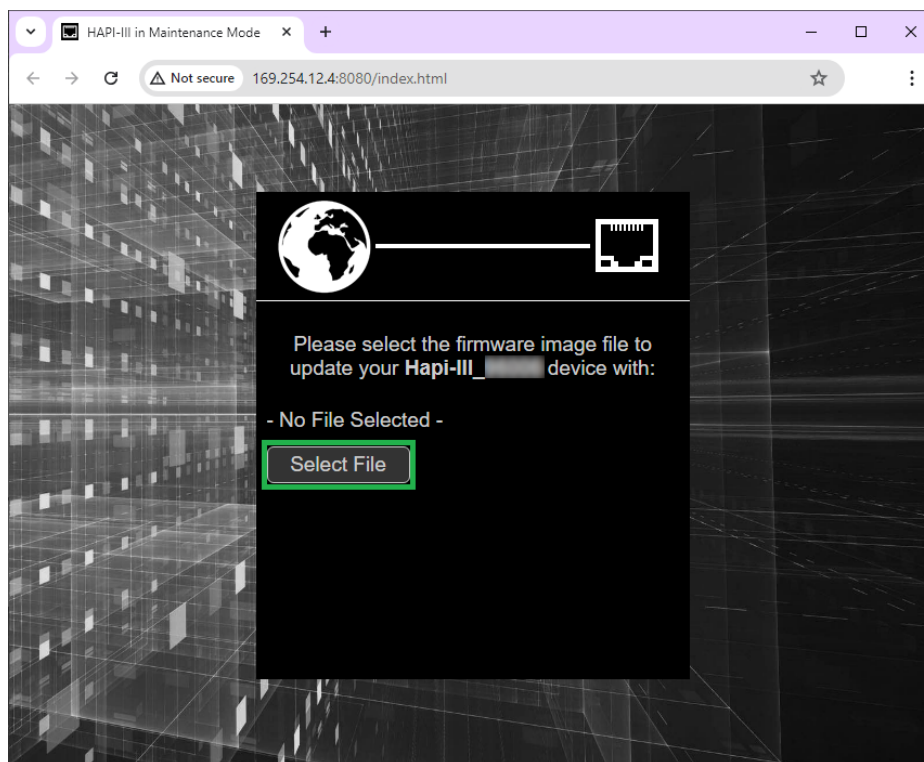 HAPI-III in Maintenance Mode
Not secure 169.254.12.4:8080/index.html
Please select the firmware image file to
update your Hapi-III_ device with:
- No File Selected -
Select File